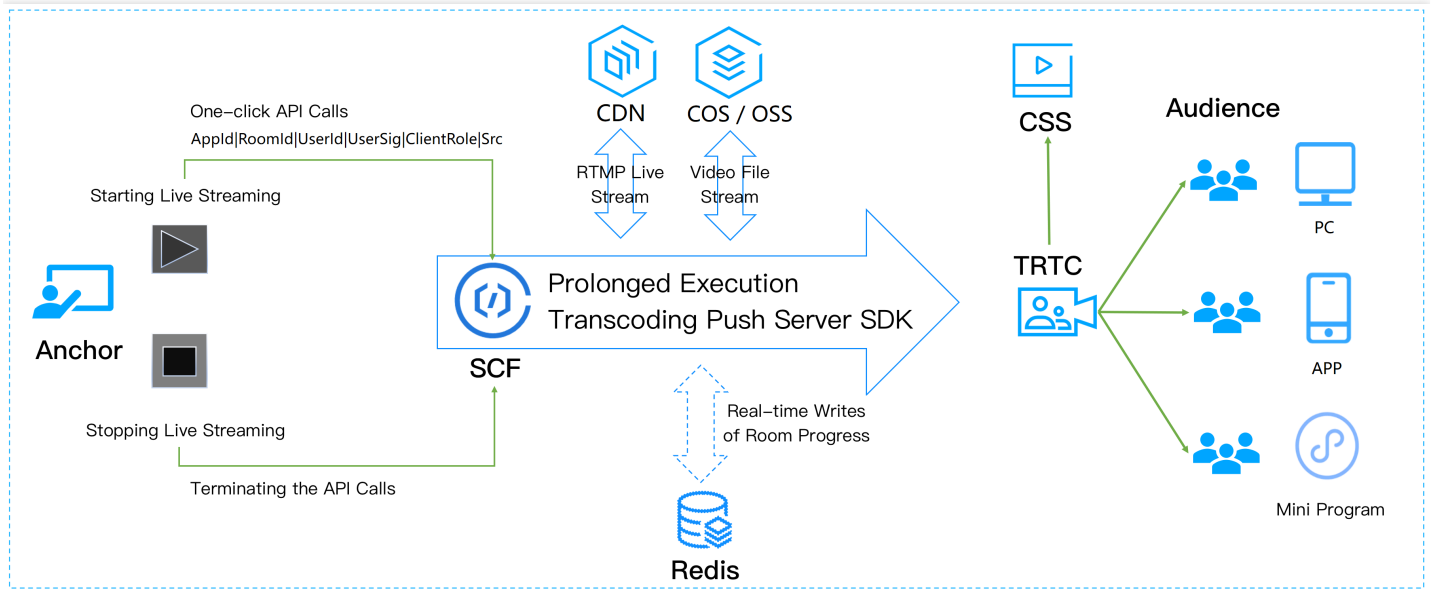 One-click API Calls
AppId|RoomId|UserId|UserSig|ClientRole|Src
Starting Live Streaming
Anchor
Stopping Live Streaming
Terminating the API Calls
CDN
COS / OSS
RTMP Live
Stream
Video File
Stream
SCF
Prolonged Execution
Transcoding Push Server SDK
Real-time Writes
of Room Progress
Redis
CSS
TRTC
Audience
PC
APP
Mini Program